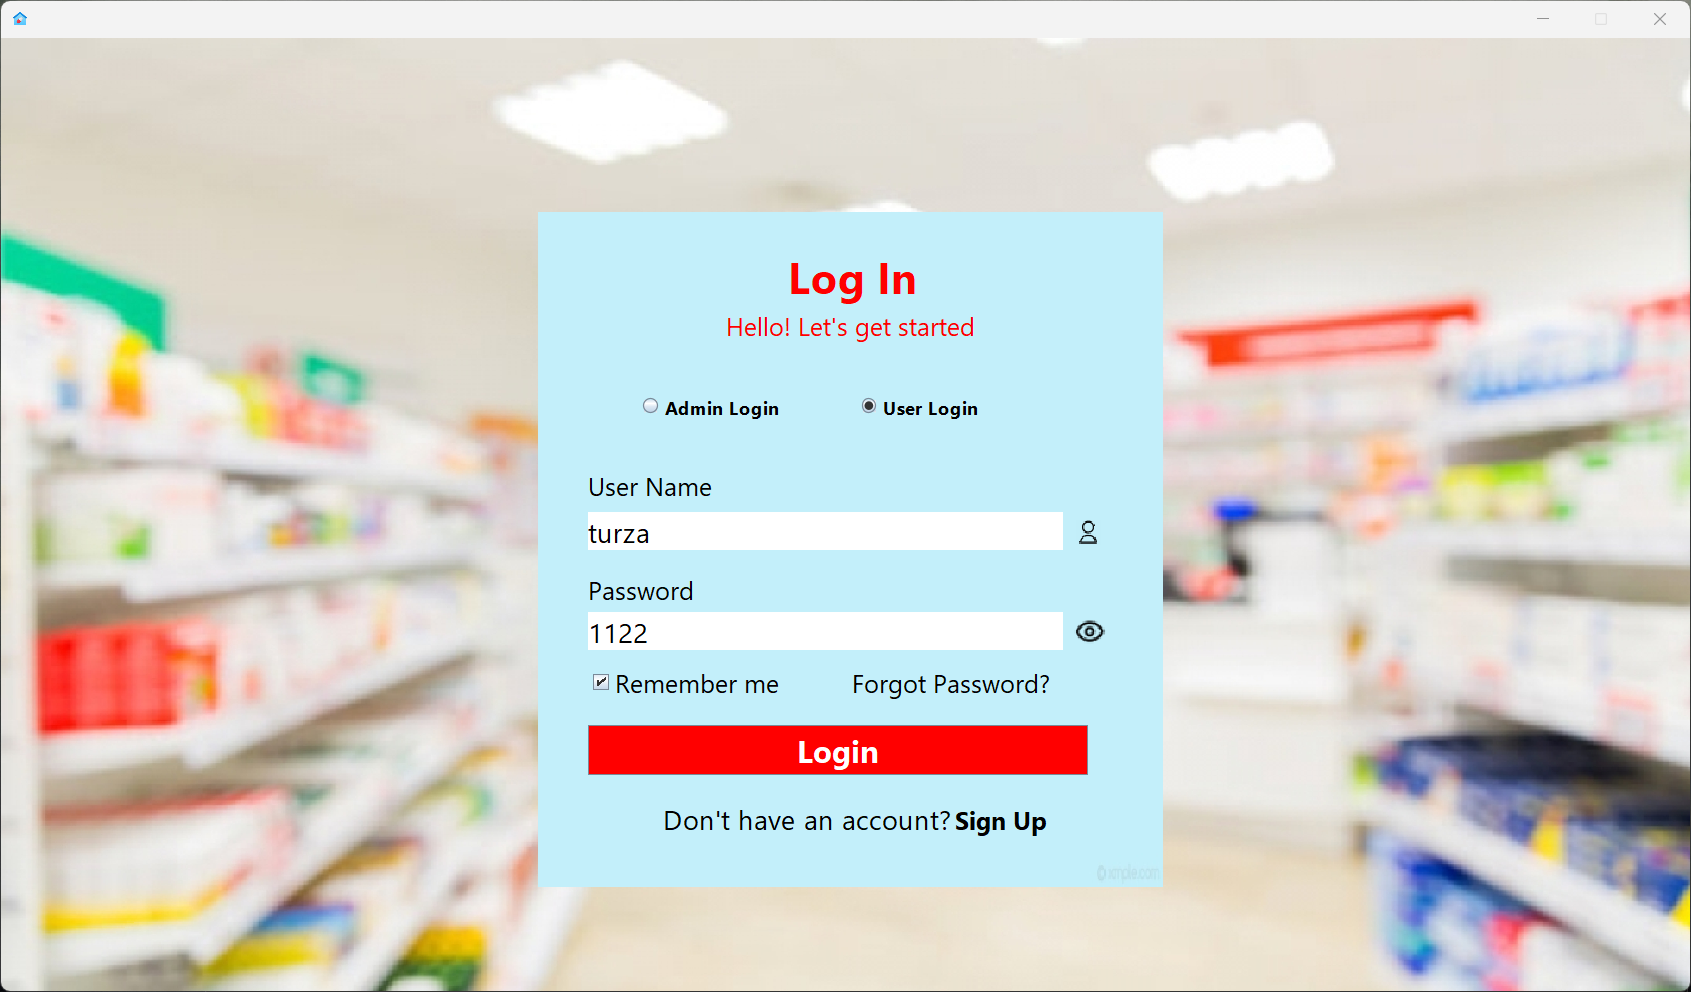 Log In
Hello! Let's get started
Admin Login User Login
User Name
turza
Password
1122
Remember me Forgot Password?
Login
Don't have an account? Sign Up